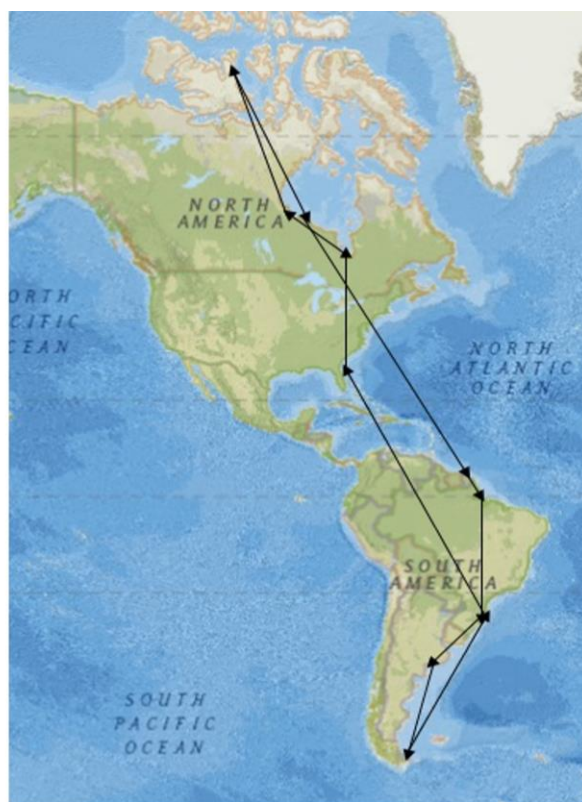 NORTH
AMERICA
ORTH
CIFIC
CEAN
NORTH
ATLANTIC
OCEAN
SOUTH
AMERICA
SOUTH
PACIFIC
OCEAN